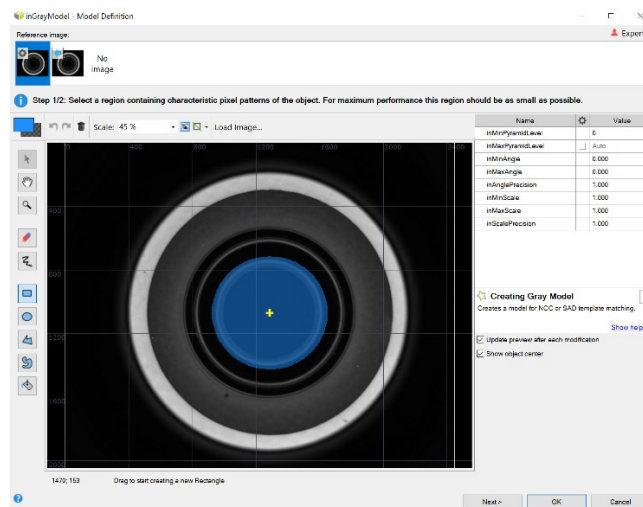 inGrayModel - Model Definition
Reference image:
Expert
No
image
Step 1/2: Select a region containing characteristic pixel patterns of the object. For maximum performance this region should be as small as possible.
Scale: 45 %
Load Image...
Name Value
inMinPyramidLevel 0
inMaxPyramidLevel Auto
inMinAngle 0.000
inMaxAngle 0.000
inAnglePrecision 1.000
inMinScale 1.000
inMaxScale 1.000
inScalePrecision 1.000
0 400 800 1200 1600 2000 2400
400
800
1200
1600
2000
Creating Gray Model
Creates a model for NCC or SAD template matching.
Show help
Update preview after each modification
Show object center
1470; 153 Drag to start creating a new Rectangle
Next > OK Cancel